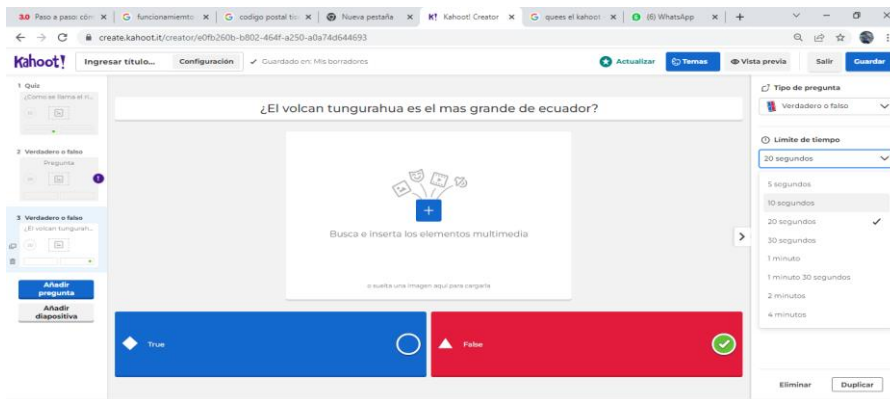 3.0 Paso a paso: cóm
funcionamiemto
codigo postal tis
Nueva pestaña
K! Kahoot! Creator
quees el kahoot
(6) WhatsApp
create.kahoot.it/creator/e0fb260b-b802-464f-a250-a0a74d644693
Kahoot!
Ingresar título...
Configuración
Guardado en: Mis borradores
Actualizar
Temas
Vista previa
Salir
Guardar
1 Quiz
¿Como se llama el ri...
2 Verdadero o falso
Pregunta
3 Verdadero o falso
¿El volcan tungurah...
Añadir
pregunta
Añadir
diapositiva
¿El volcan tungurahua es el mas grande de ecuador?
Busca e inserta los elementos multimedia
o suelta una imagen aquí para cargarla
True
False
Tipo de pregunta
Verdadero o falso
Límite de tiempo
20 segundos
5 segundos
10 segundos
20 segundos
30 segundos
1 minuto
1 minuto 30 segundos
2 minutos
4 minutos
Eliminar
Duplicar